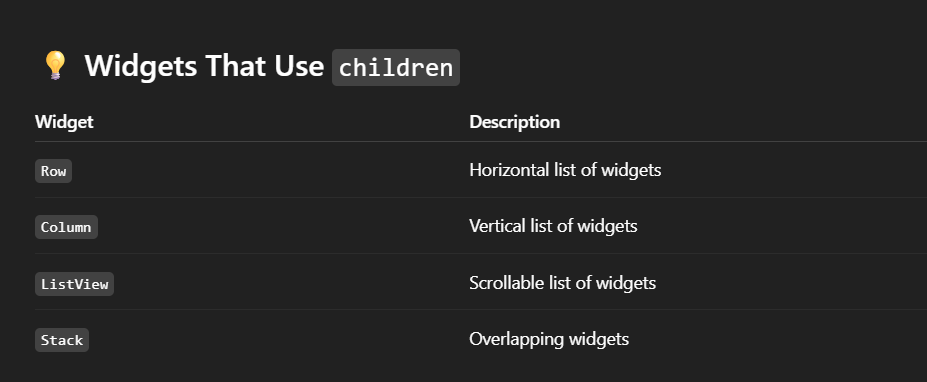 💡 Widgets That Use children
Widget Description
Row Horizontal list of widgets
Column Vertical list of widgets
ListView Scrollable list of widgets
Stack Overlapping widgets